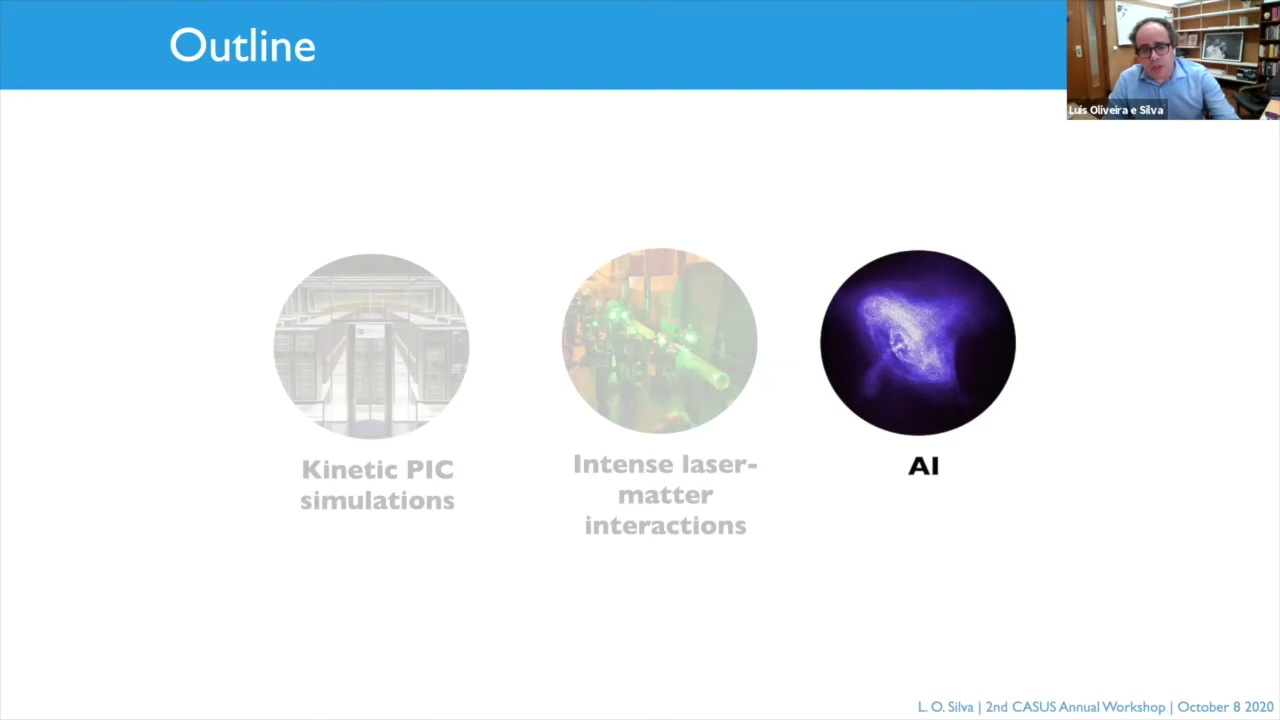 Outline
Luís Oliveira e Silva
Kinetic PIC
simulations
Intense laser-
matter
interactions
AI
L. O. Silva | 2nd CASUS Annual Workshop | October 8 2020